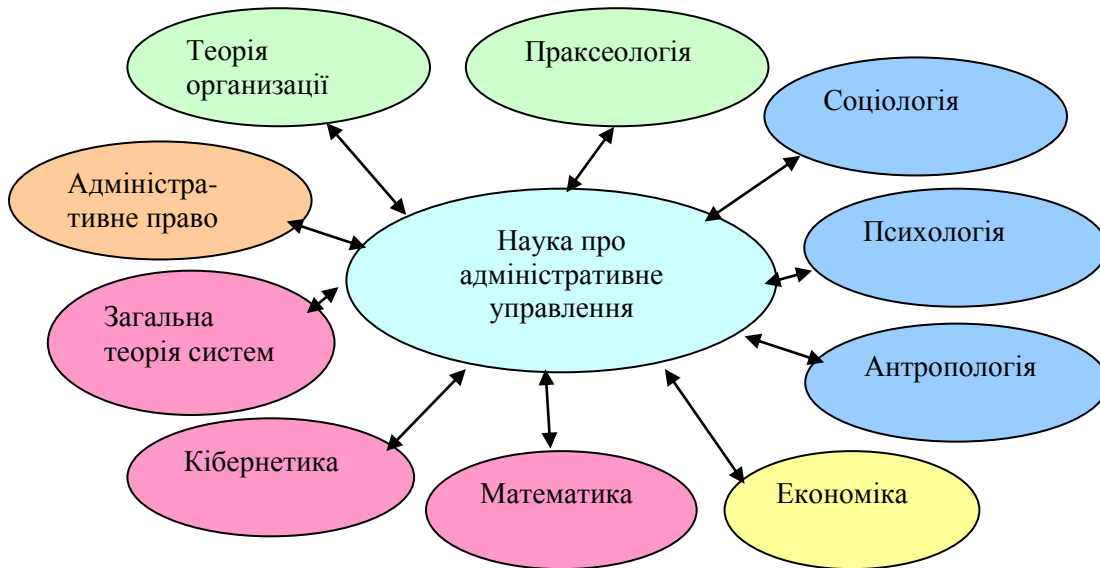 Теорія
организації
Праксеологія
Соціологія
Адміністра-
тивне право
Наука про
адміністративне
управління
Психологія
Загальна
теорія систем
Антропологія
Кібернетика
Математика
Економіка